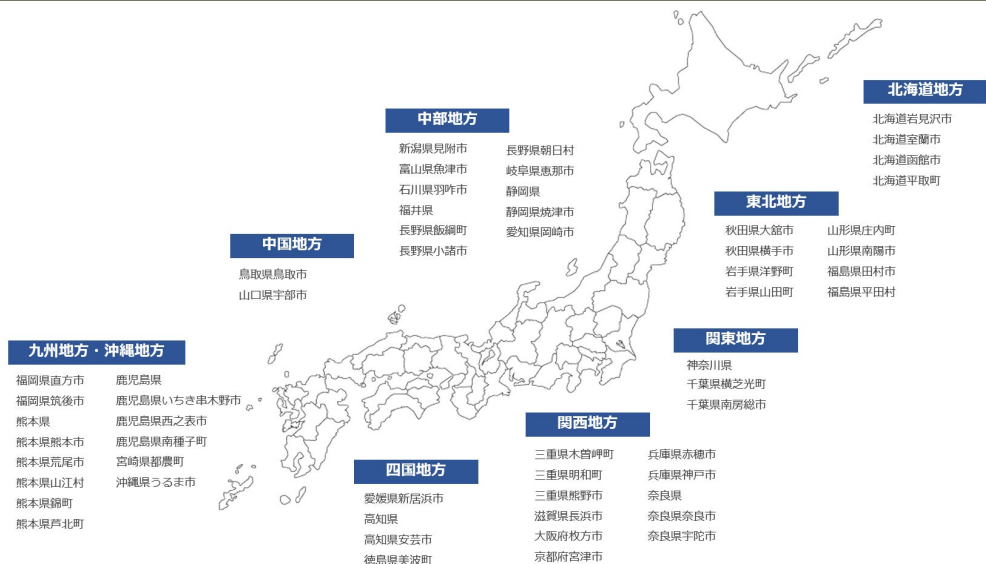 北海道地方
北海道岩見沢市
北海道室蘭市
北海道函館市
北海道平取町
中部地方
新潟県見附市
富山県魚津市
石川県羽咋市
福井県
長野県飯綱町
長野県小諸市
長野県朝日村
岐阜県恵那市
静岡県
静岡県焼津市
愛知県岡崎市
東北地方
秋田県大舘市
秋田県横手市
岩手県洋野町
岩手県山田町
山形県庄内町
山形県南陽市
福島県田村市
福島県平田村
中国地方
鳥取県鳥取市
山口県宇部市
関東地方
神奈川県
千葉県横芝光町
千葉県南房総市
九州地方・沖縄地方
福岡県直方市
福岡県筑後市
熊本県
熊本県熊本市
熊本県荒尾市
熊本県山江村
熊本県錦町
熊本県芦北町
鹿児島県
鹿児島県いちき串木野市
鹿児島県西之表市
鹿児島県南種子町
宮崎県都農町
沖縄県うるま市
関西地方
三重県木曽岬町
三重県明和町
三重県熊野市
滋賀県長浜市
大阪府枚方市
京都府宮津市
兵庫県赤穂市
兵庫県神戸市
奈良県
奈良県奈良市
奈良県宇陀市
四国地方
愛媛県新居浜市
高知県
高知県安芸市
徳島県美波町